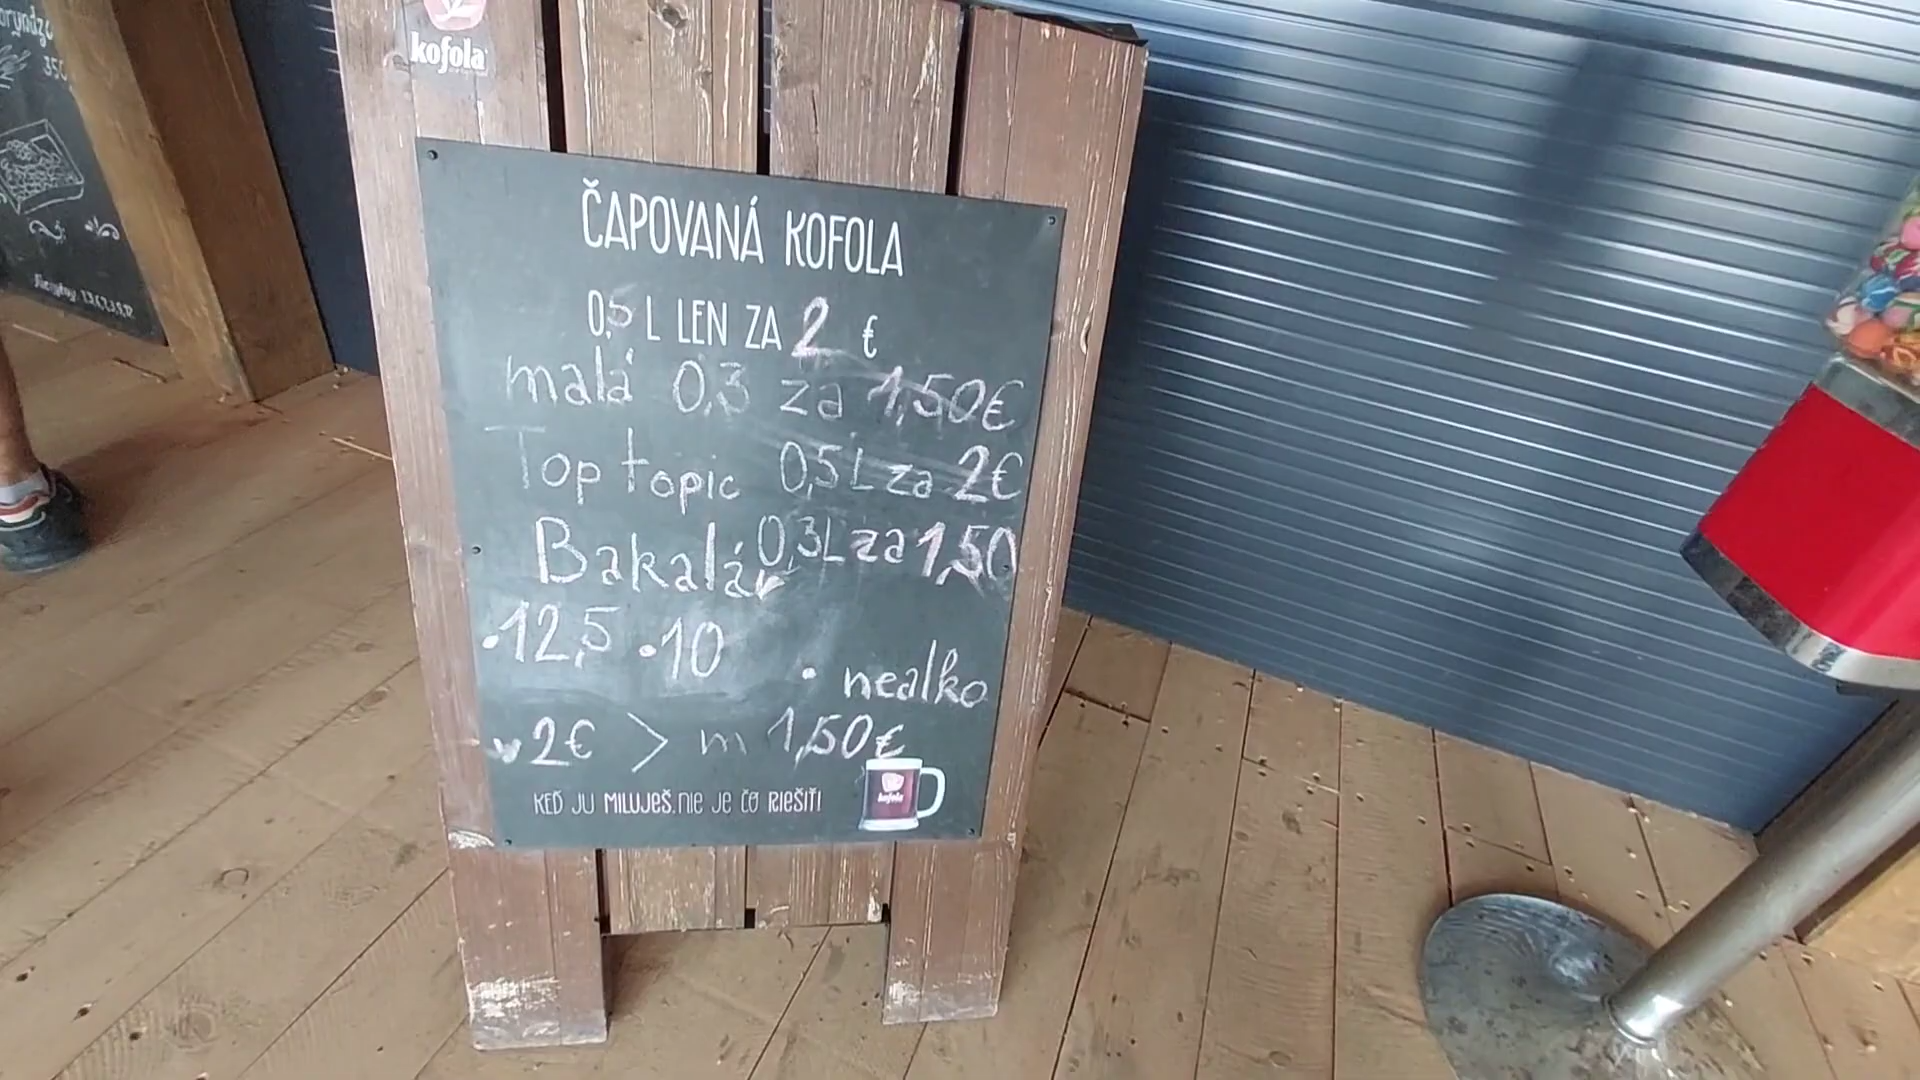 kofola
ČAPOVANÁ KOFOLA
0,5 L LEN ZA 2 €
malá 0,3 za 1,50€
Top topic 0,5L za 2€
0,3L za 1,50
Bakalár
•12,5 •10
• nealko
v 2€ > m 1,50€
KEĎ JU MILUJEŠ, NIE JE ČO RIEŠIŤ!
kofola